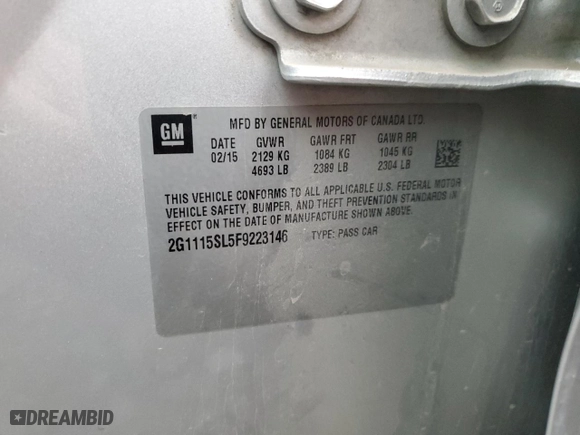 GM
MFD BY GENERAL MOTORS OF CANADA LTD.
DATE GVWR GAWR FRT GAWR RR
02/15 2129 KG 1084 KG 1045 KG
4693 LB 2389 LB 2304 LB
THIS VEHICLE CONFORMS TO ALL APPLICABLE U.S. FEDERAL MOTOR
VEHICLE SAFETY, BUMPER, AND THEFT PREVENTION STANDARDS IN
EFFECT ON THE DATE OF MANUFACTURE SHOWN ABOVE.
2G1115SL5F9223146 TYPE: PASS CAR
DREAMBID